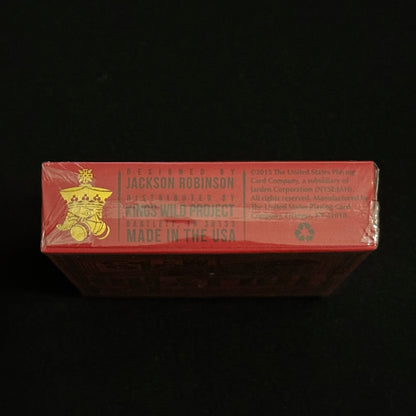 DESIGNED BY
JACKSON ROBINSON
DISTRIBUTED BY
KINGS WILD PROJECT
MADE IN THE USA
©2015 The United States Playing
Card Company, a subsidiary of
Jarden Corporation (NYSE:JAH).
All rights reserved. Manufactured by
The United States Playing Card